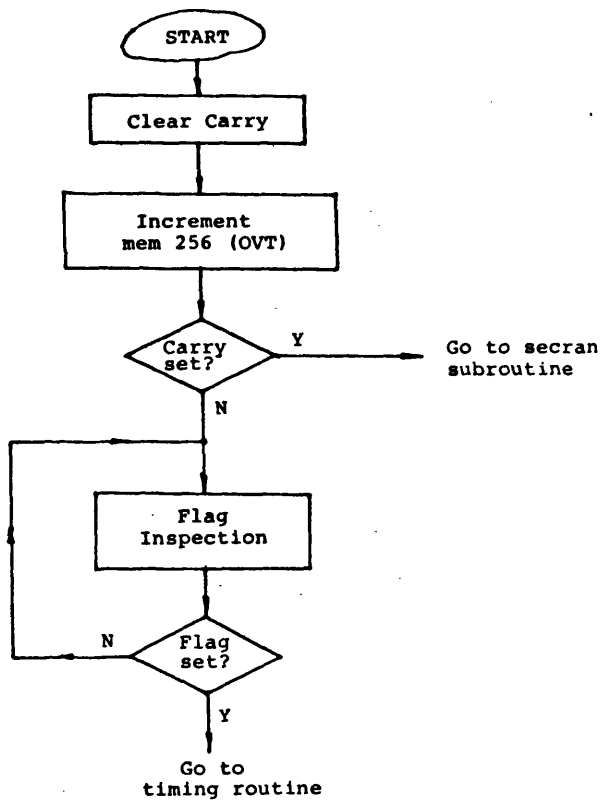 START
Clear Carry
Increment
mem 256 (OVT)
Carry
set?
Y
Go to secran
subroutine
N
Flag
Inspection
N
Flag
set?
Y
Go to
timing routine